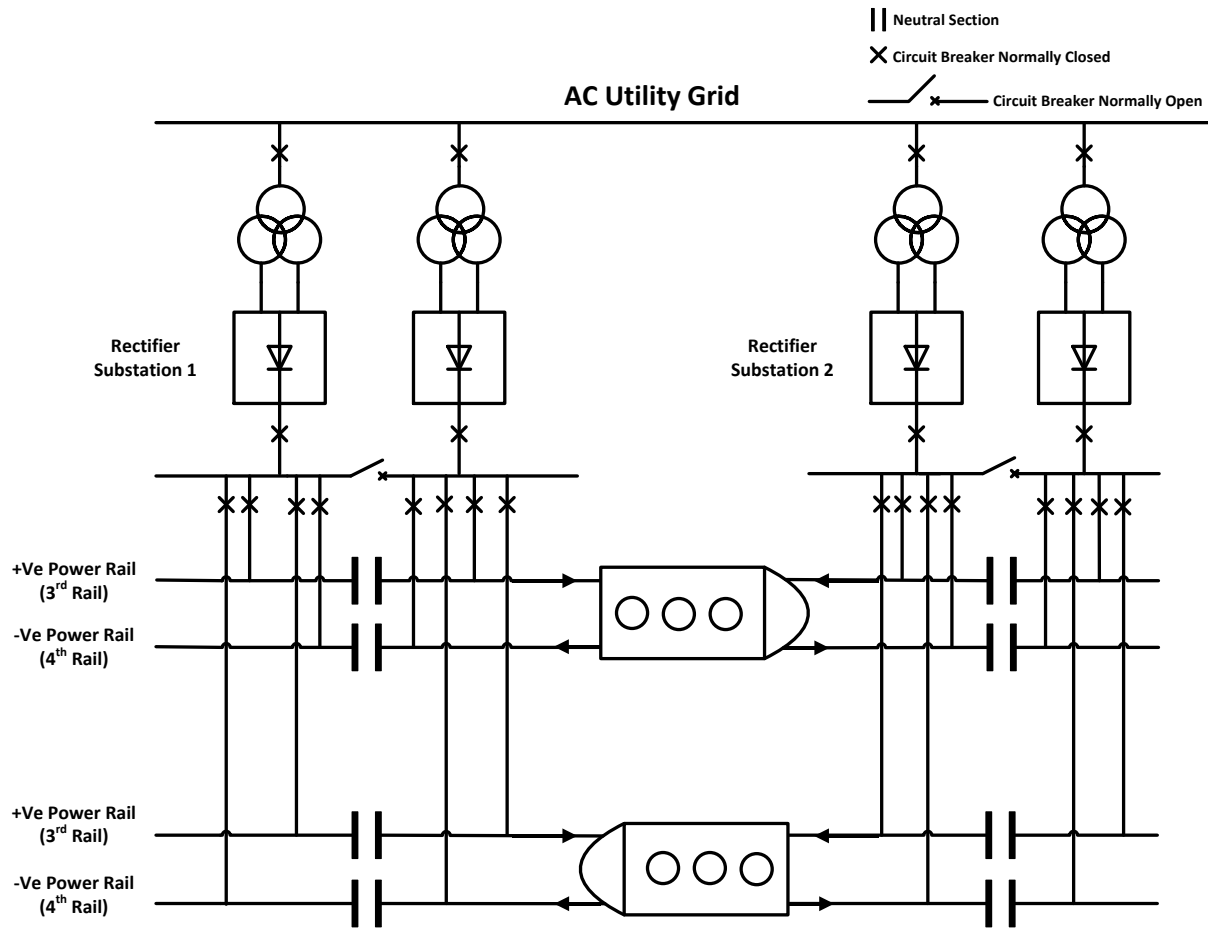 Neutral Section
Circuit Breaker Normally Closed
AC Utility Grid
Circuit Breaker Normally Open
Rectifier
Substation 1
Rectifier
Substation 2
+Ve Power Rail
(3rd Rail)
-Ve Power Rail
(4th Rail)
+Ve Power Rail
(3rd Rail)
-Ve Power Rail
(4th Rail)